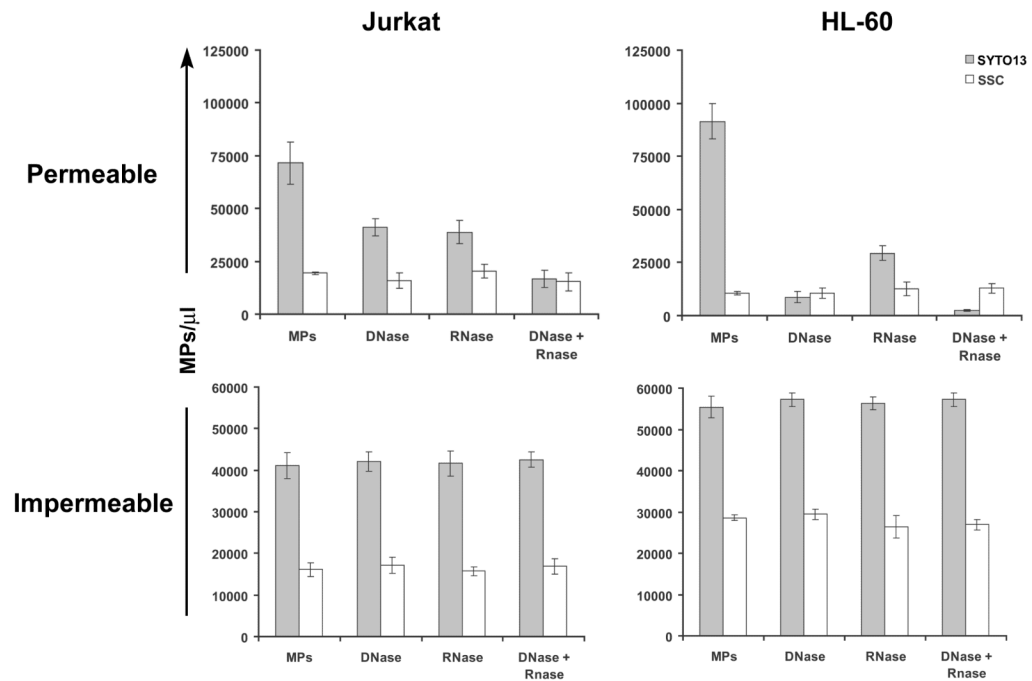 Jurkat
HL-60
Permeable
Impermeable
MPs/µl
SYTO13
SSC
125000
100000
75000
50000
25000
0
MPs
DNase
RNase
DNase +
Rnase
125000
100000
75000
50000
25000
0
MPs
DNase
RNase
DNase +
Rnase
60000
50000
40000
30000
20000
10000
0
MPs
DNase
RNase
DNase +
Rnase
60000
50000
40000
30000
20000
10000
0
MPs
DNase
RNase
DNase +
Rnase